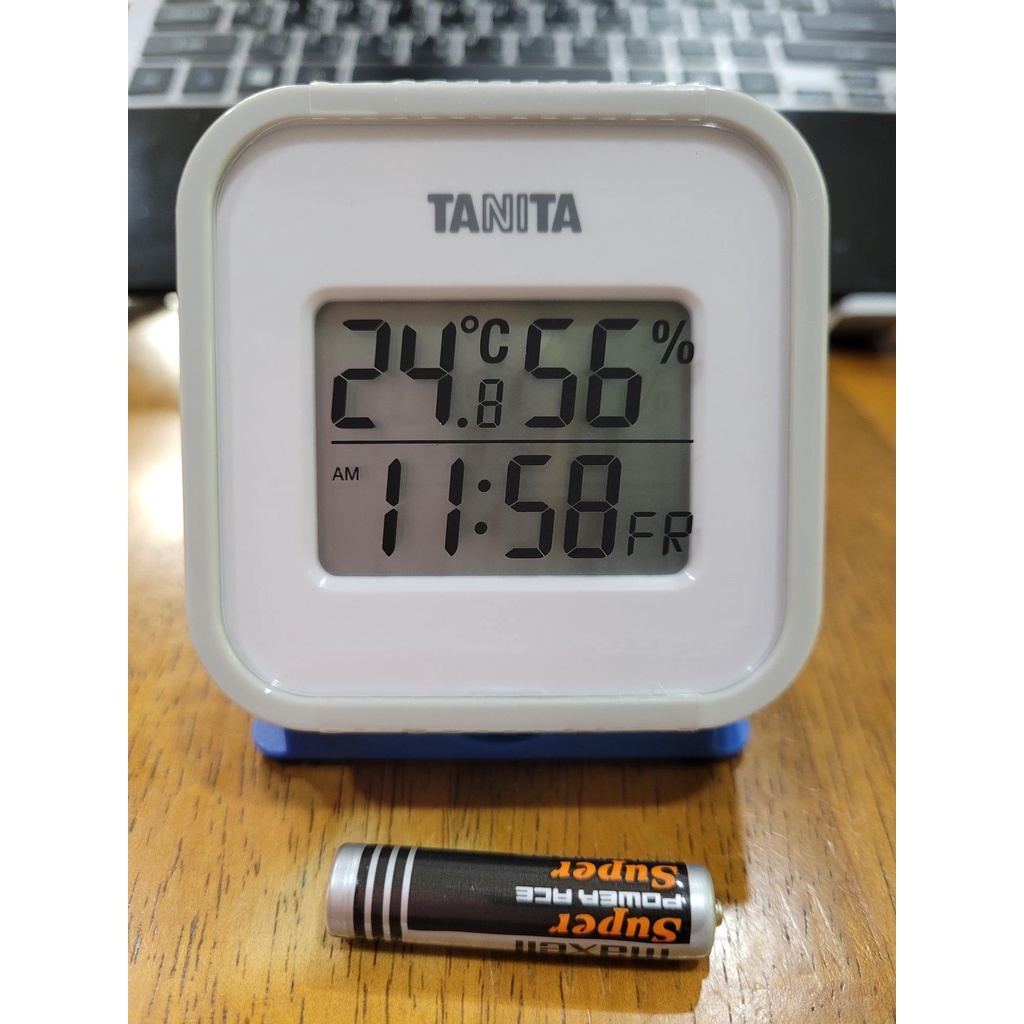 TANITA
24.8°C 56%
AM 11:58 FR
maxell
Super
POWER ACE
Super